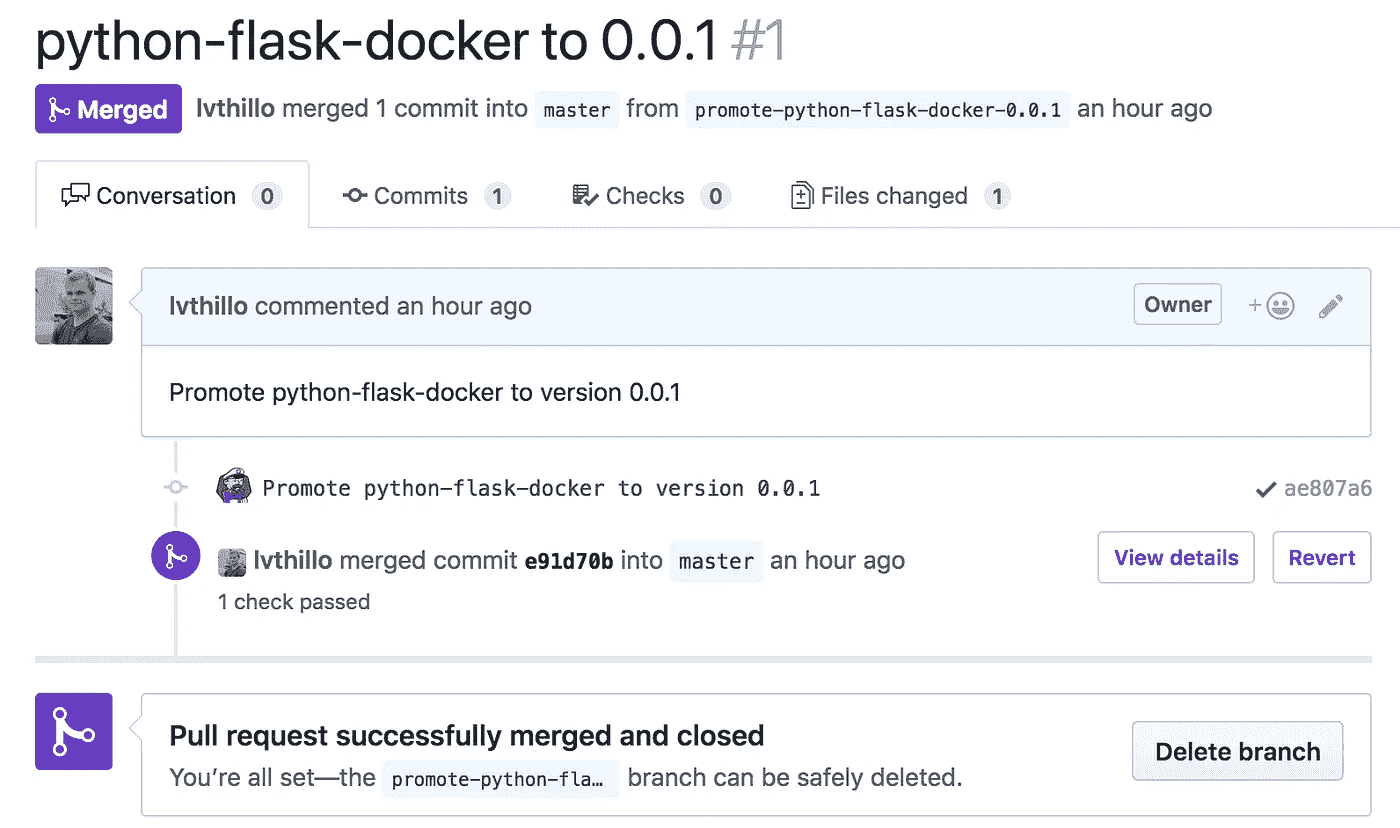 python-flask-docker to 0.0.1 #1
Merged lvthillo merged 1 commit into master from promote-python-flask-docker-0.0.1 an hour ago
Conversation 0 Commits 1 Checks 0 Files changed 1
lvthillo commented an hour ago Owner
Promote python-flask-docker to version 0.0.1
Promote python-flask-docker to version 0.0.1 ae807a6
lvthillo merged commit e91d70b into master an hour ago View details Revert
1 check passed
Pull request successfully merged and closed
You’re all set—the promote-python-fla… branch can be safely deleted. Delete branch